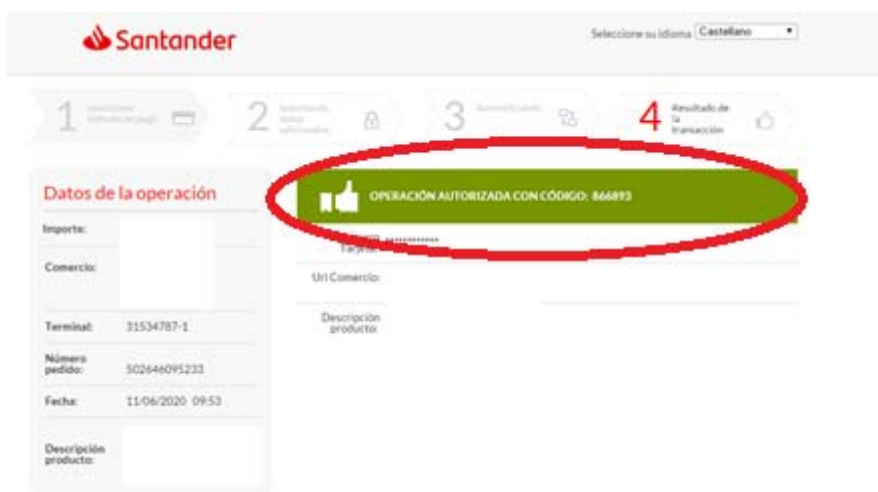 Santander
Seleccione su idioma Castellano
1
2
3
4 Resultado de
la
transacción
Datos de la operación
OPERACIÓN AUTORIZADA CON CÓDIGO: 866893
Importe:
Tarjeta: ************
Comercio:
Url Comercio:
Descripción
producto:
Terminal: 31534787-1
Número
pedido: 502646095233
Fecha: 11/06/2020 09:53
Descripción
producto: